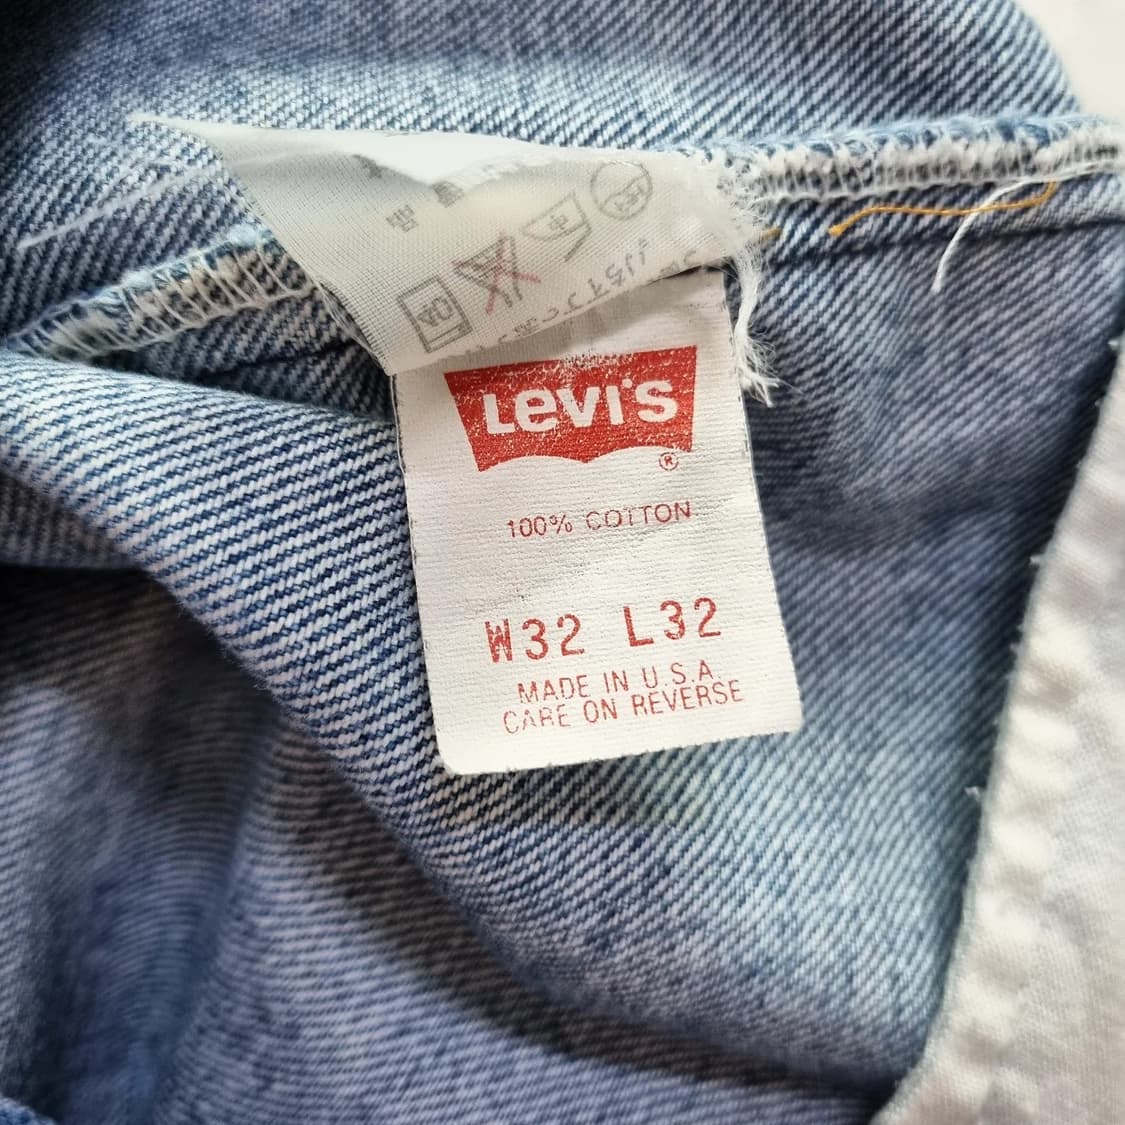 Levi's
®
100% COTTON
W32 L32
MADE IN U.S.A.
CARE ON REVERSE